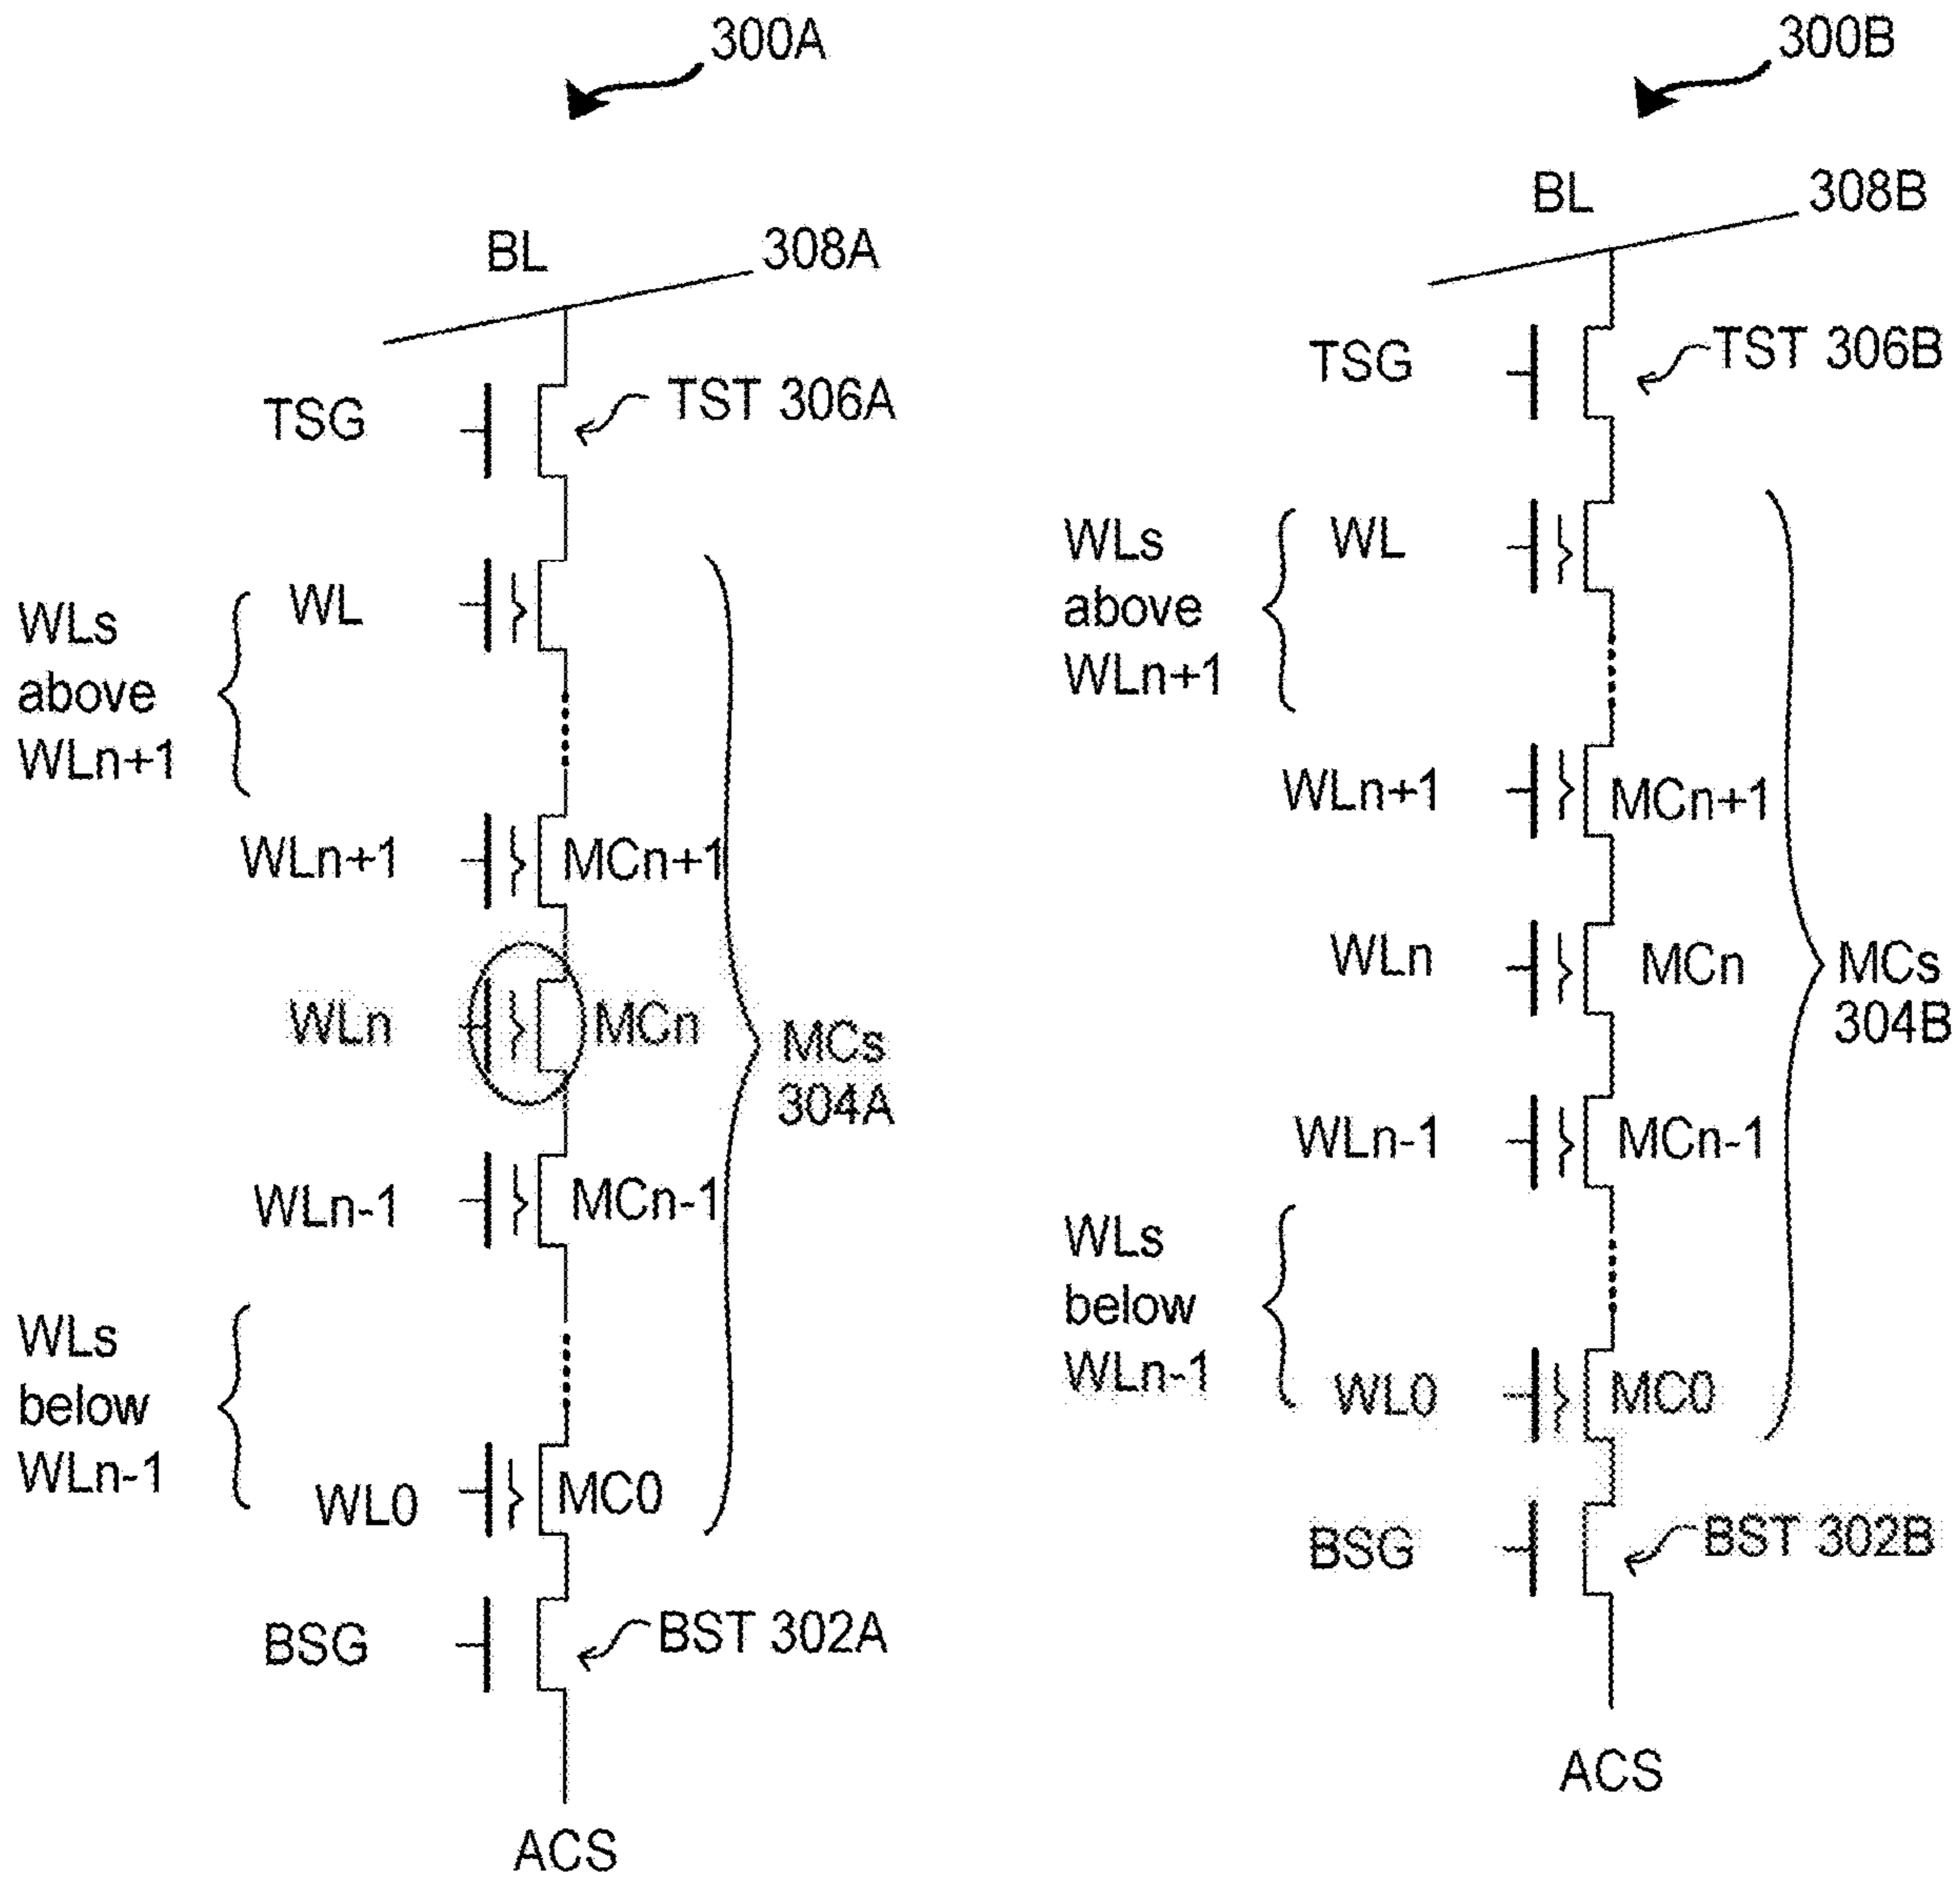 300A
BL
308A
TSG
TST 306A
WLs
above
WLn+1
WL
WLn+1
MCn+1
WLn
MCn
MCs
304A
WLn-1
MCn-1
WLs
below
WLn-1
WL0
MC0
BSG
BST 302A
ACS
300B
BL
308B
TSG
TST 306B
WLs
above
WLn+1
WL
WLn+1
MCn+1
WLn
MCn
MCs
304B
WLn-1
MCn-1
WLs
below
WLn-1
WL0
MC0
BSG
BST 302B
ACS